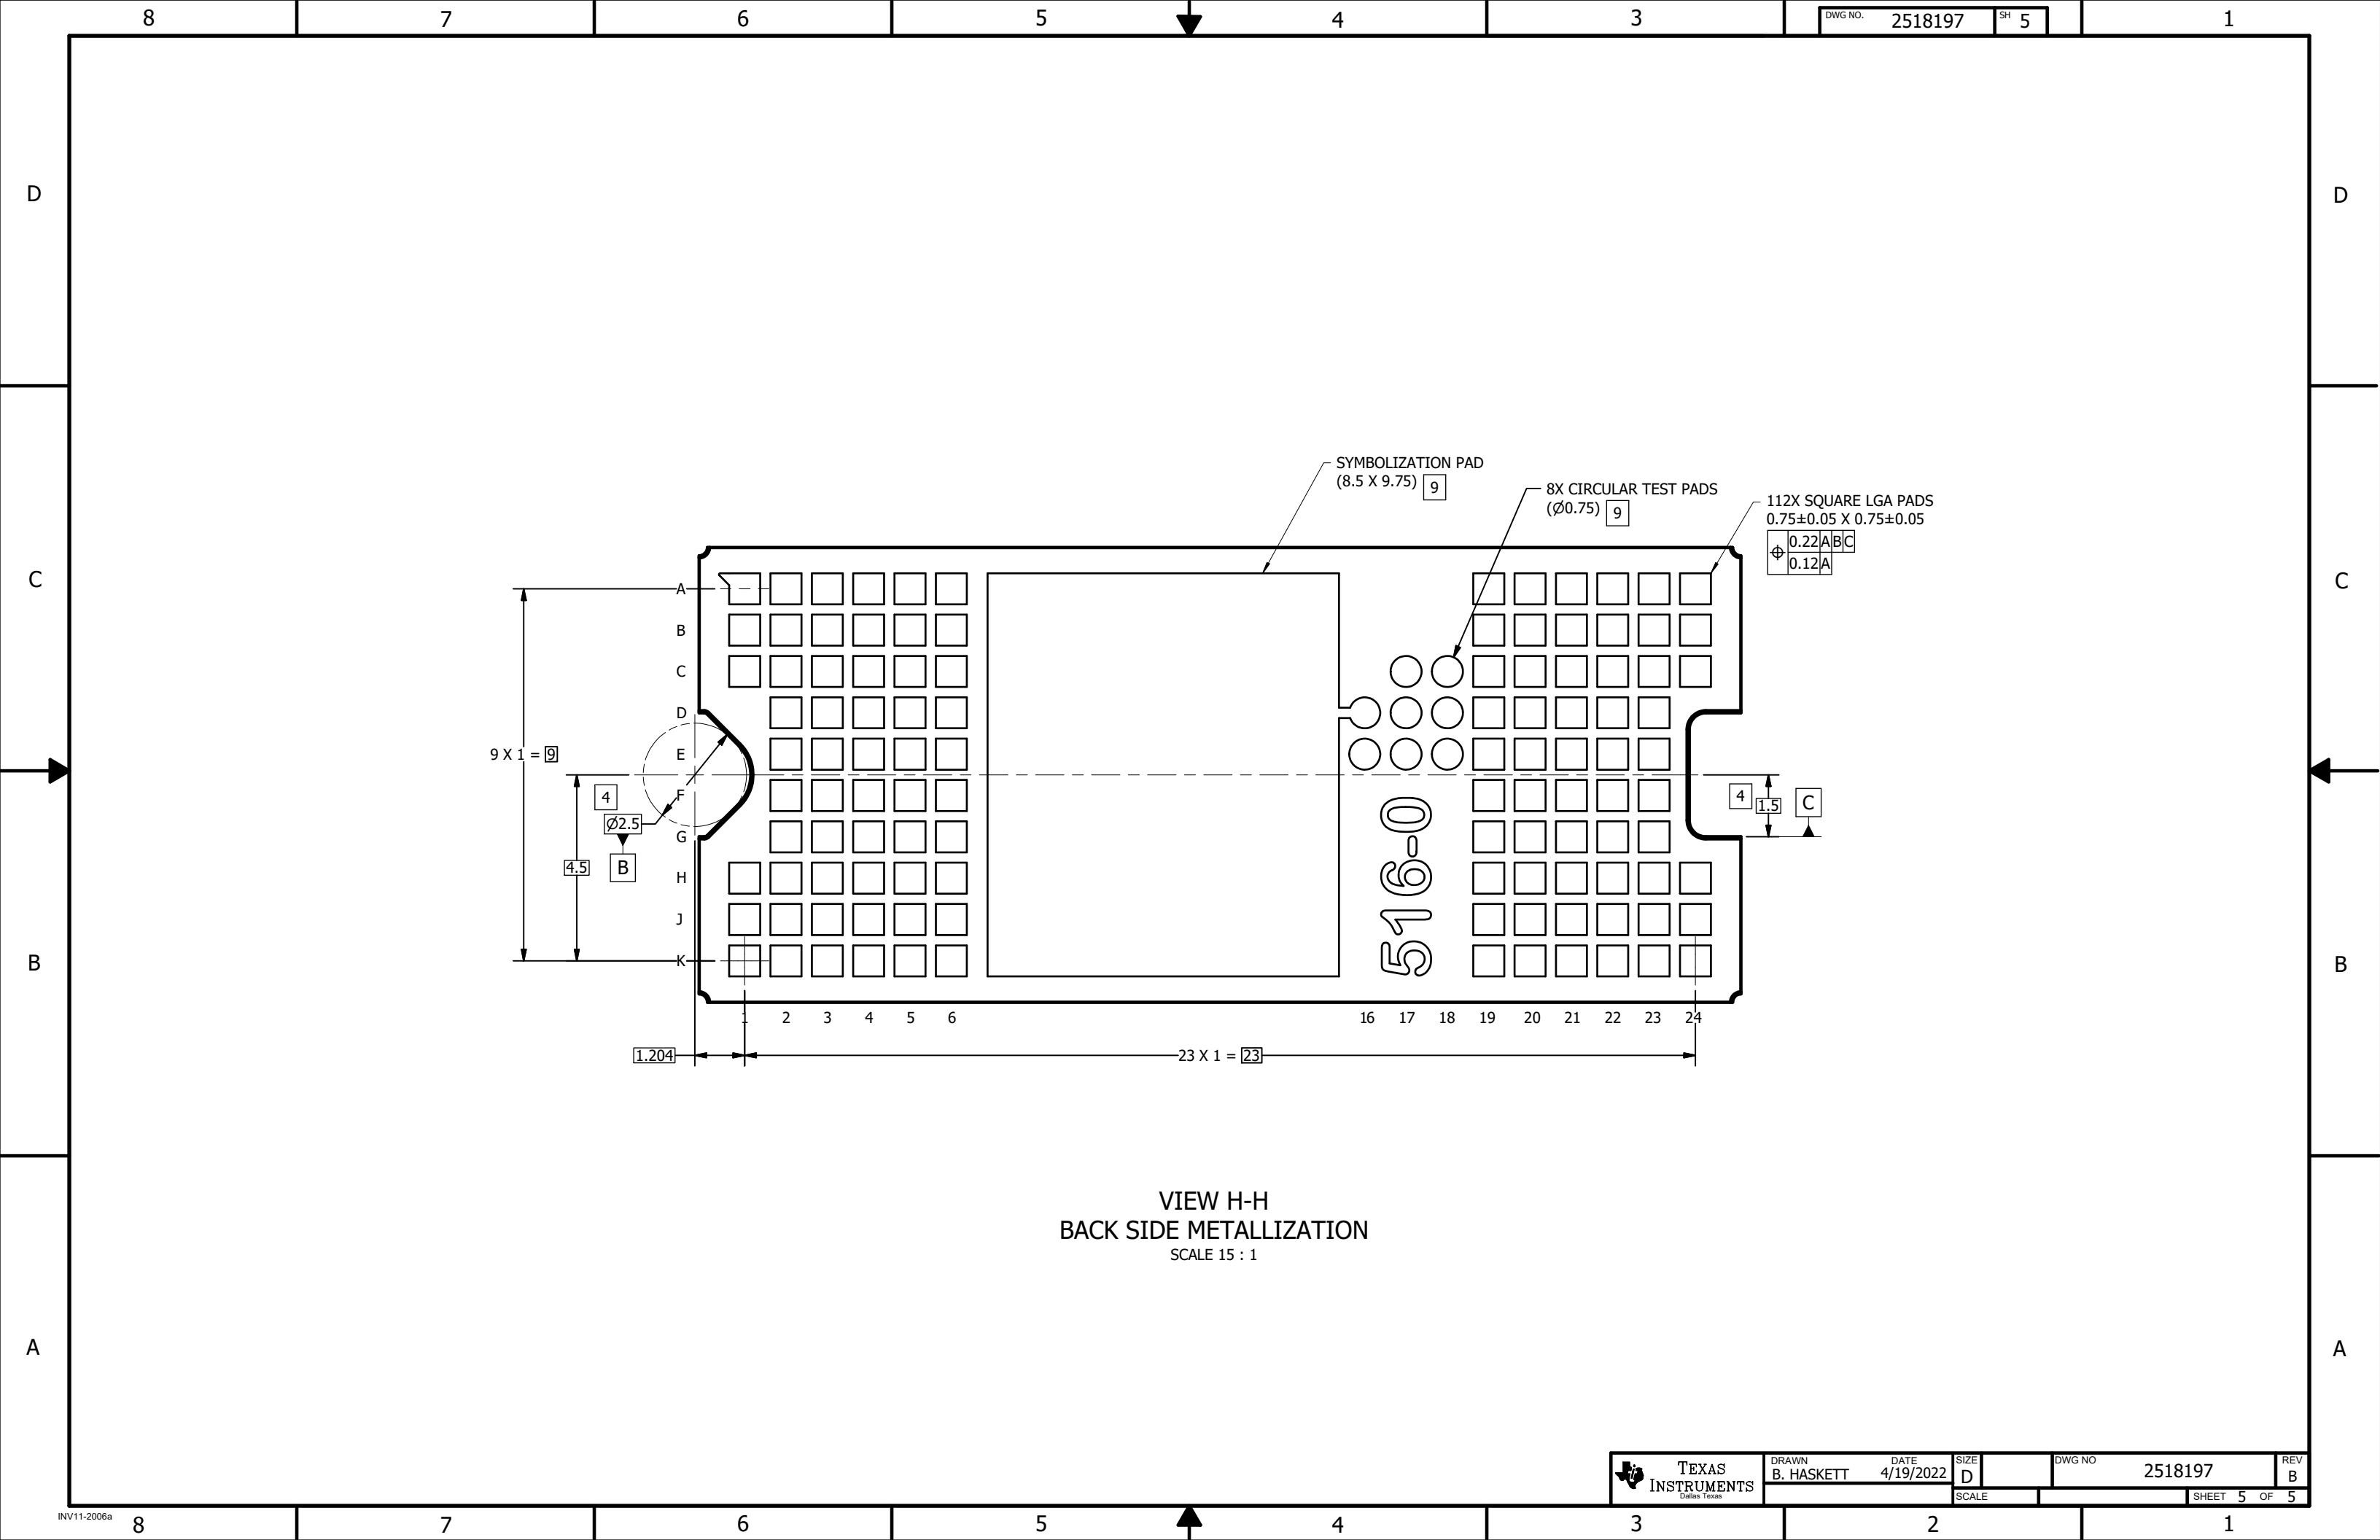 8 7 6 5 4 3 1
DWG NO. 2518197 SH 5
D D
SYMBOLIZATION PAD
(8.5 X 9.75) 9
8X CIRCULAR TEST PADS
(Ø0.75) 9
112X SQUARE LGA PADS
0.75±0.05 X 0.75±0.05
⌖ 0.22 A B C
0.12 A
C C
A
B
C
D
9 X 1 = 9
E
4 F 4 1.5 C
Ø2.5
G
4.5 B H
J
K
5116-0
B B
1 2 3 4 5 6 16 17 18 19 20 21 22 23 24
1.204 23 X 1 = 23
VIEW H-H
BACK SIDE METALLIZATION
SCALE 15 : 1
A A
TEXAS
INSTRUMENTS
Dallas Texas
DRAWN DATE
B. HASKETT 4/19/2022
SIZE
D
DWG NO
2518197
REV
B
SCALE
SHEET 5 OF 5
INV11-2006a
8 7 6 5 4 3 2 1